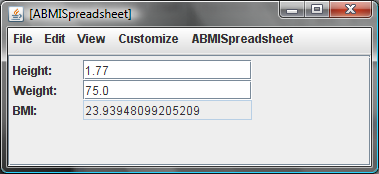 [ABMISpreadsheet]
File Edit View Customize ABMISpreadsheet
Height: 1.77
Weight: 75.0
BMI: 23.93948099205209